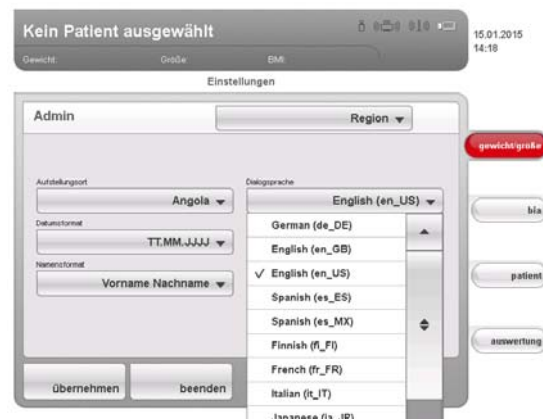 Kein Patient ausgewählt
15.01.2015
14:18
Gewicht: Größe: BMI:
Einstellungen
Admin
Region
gewicht/größe
bia
patient
auswertung
Aufstellungsort
Angola
Datumsformat
TT.MM.JJJJ
Namensformat
Vorname Nachname
Dialogsprache
English (en_US)
German (de_DE)
English (en_GB)
✓ English (en_US)
Spanish (es_ES)
Spanish (es_MX)
Finnish (fi_FI)
French (fr_FR)
Italian (it_IT)
Japanese (ja_JP)
übernehmen
beenden